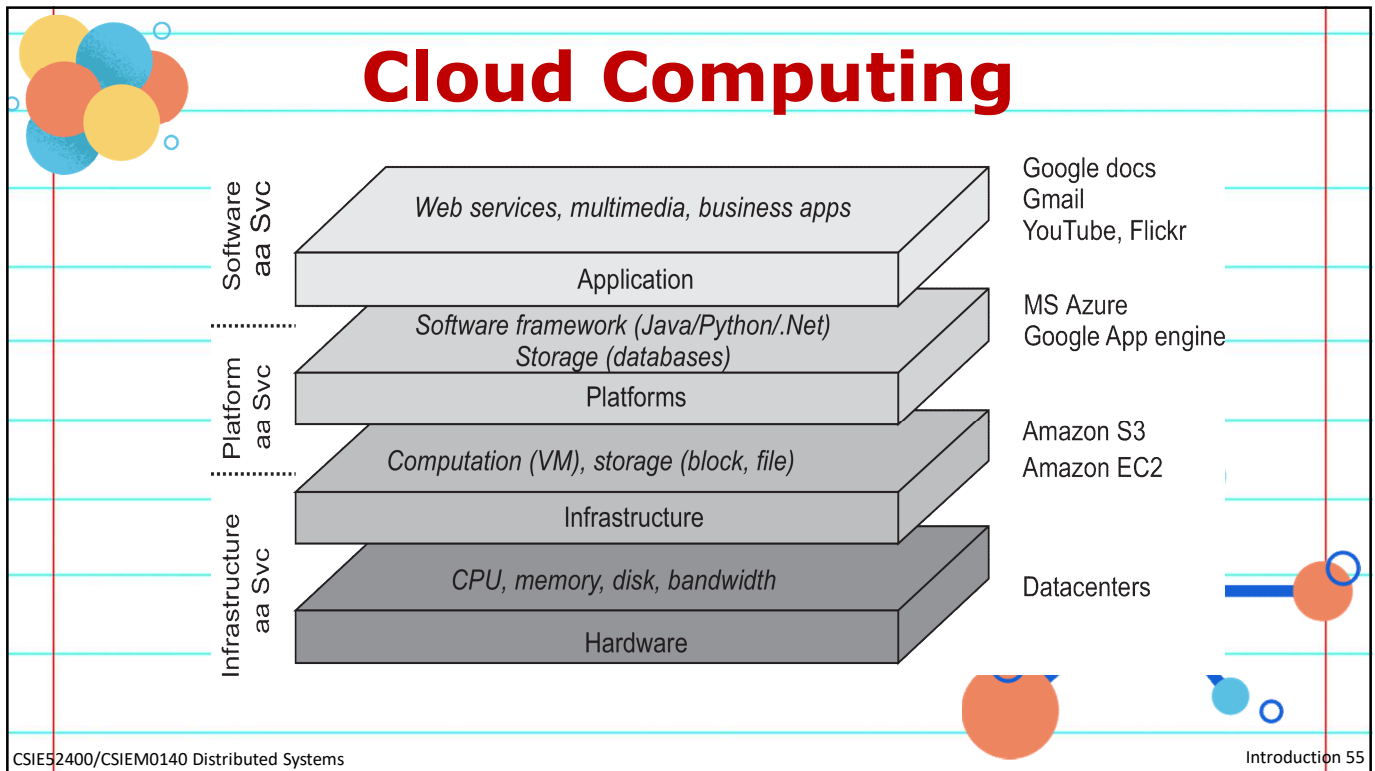 Cloud Computing
Software
aa Svc
Web services, multimedia, business apps
Application
Google docs
Gmail
YouTube, Flickr
Platform
aa Svc
Software framework (Java/Python/.Net)
Storage (databases)
Platforms
MS Azure
Google App engine
Infrastructure
aa Svc
Computation (VM), storage (block, file)
Infrastructure
Amazon S3
Amazon EC2
CPU, memory, disk, bandwidth
Hardware
Datacenters
CSIE52400/CSIEM0140 Distributed Systems
Introduction 55